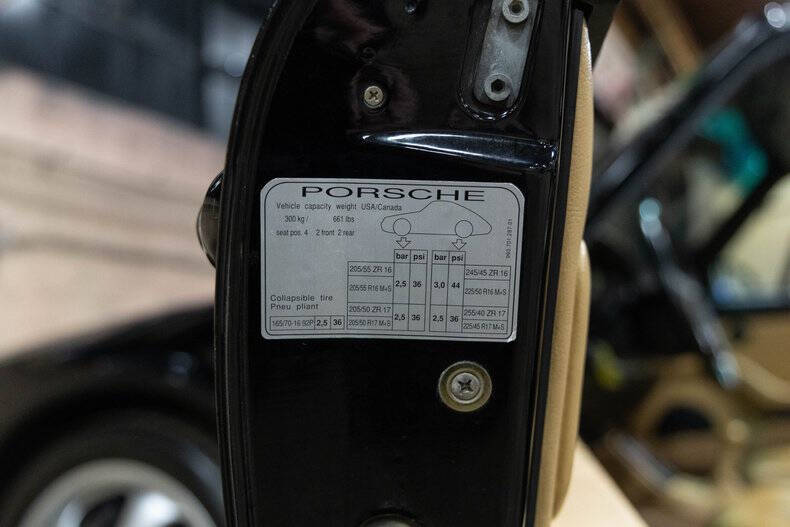 PORSCHE
Vehicle capacity weight USA/Canada
300 kg / 661 lbs
seat pos. 4 2 front 2 rear
bar psi bar psi
205/55 ZR 16 245/45 ZR 16
205/55 R16 M+S 2,5 36 3,0 44 225/50 R16 M+S
Collapsible tire
Pneu pliant
205/50 ZR 17 255/40 ZR 17
165/70-16 92P 2,5 36 205/50 R17 M+S 2,5 36 2,5 36 225/45 R17 M+S